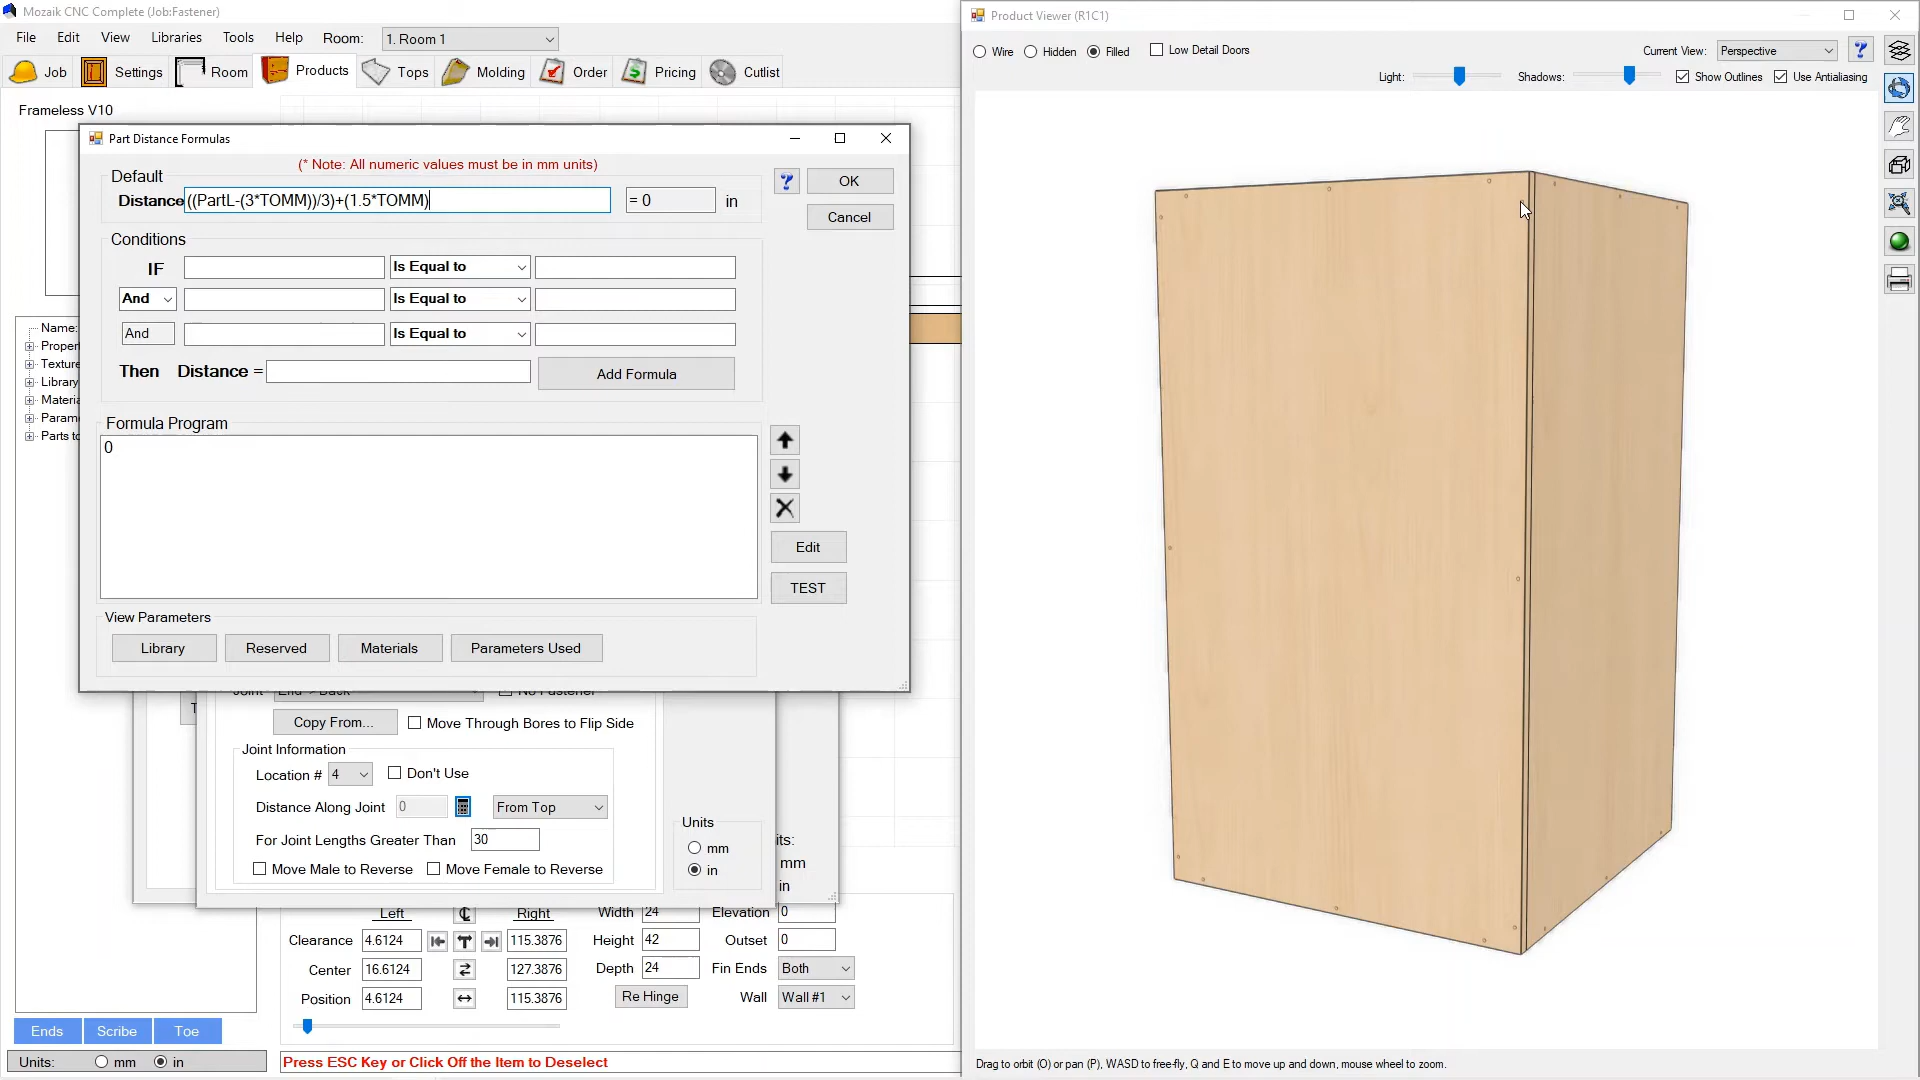 Mozaik CNC Complete (Job:Fastener)
File Edit View Libraries Tools Help Room: 1. Room 1
Job Settings Room Products Tops Molding Order Pricing Cutlist
Frameless V10
Part Distance Formulas
(* Note: All numeric values must be in mm units)
Default
Distance ((PartL-(3*TOMM))/3)+(1.5*TOMM) = 0 in
OK
Cancel
Conditions
IF Is Equal to
And Is Equal to
And Is Equal to
Then Distance = Add Formula
Formula Program
0
Edit
TEST
View Parameters
Library Reserved Materials Parameters Used
Name:
Proper
Texture
Library
Materia
Parame
Parts to
Copy From... Move Through Bores to Flip Side
Joint Information
Location # 4 Don't Use
Distance Along Joint 0 From Top
For Joint Lengths Greater Than 30
Move Male to Reverse Move Female to Reverse
Units
mm
in
its:
mm
in
Left Right Width 24 Elevation 0
Clearance 4.6124 115.3876 Height 42 Outset 0
Center 16.6124 127.3876 Depth 24 Fin Ends Both
Position 4.6124 115.3876 Re Hinge Wall Wall #1
Ends Scribe Toe
Units: mm in
Press ESC Key or Click Off the Item to Deselect
Product Viewer (R1C1)
Wire Hidden Filled Low Detail Doors Current View: Perspective
Light: Shadows: Show Outlines Use Antialiasing
Drag to orbit (O) or pan (P), WASD to free-fly, Q and E to move up and down, mouse wheel to zoom.